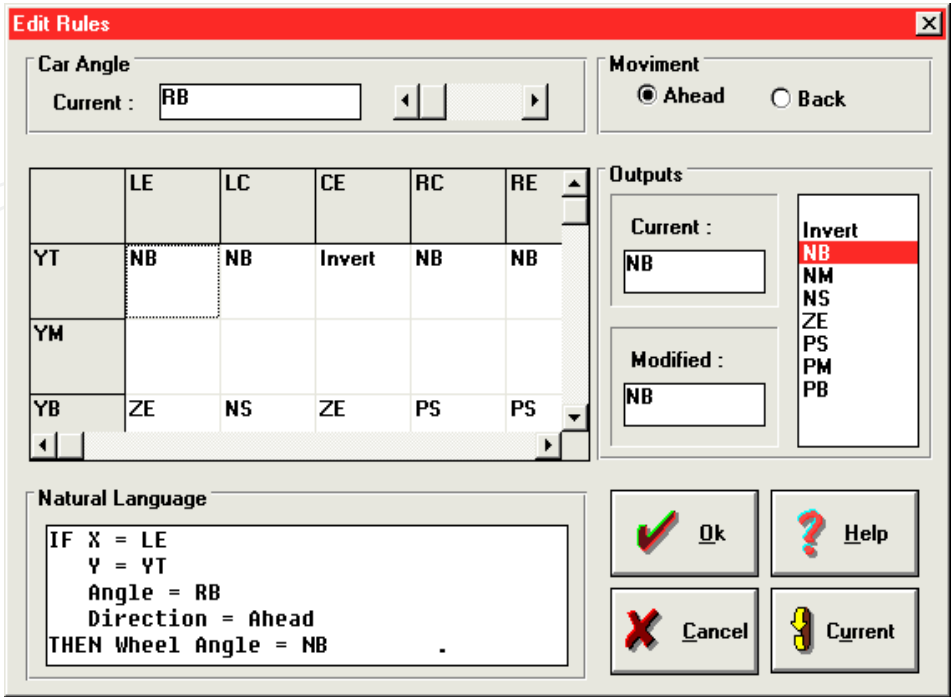 Edit Rules
Car Angle
Current : RB
Moviment
Ahead Back
LE LC CE RC RE
YT NB NB Invert NB NB
YM
YB ZE NS ZE PS PS
Outputs
Current :
NB
Modified :
NB
Invert
NB
NM
NS
ZE
PS
PM
PB
Natural Language
IF X = LE
Y = YT
Angle = RB
Direction = Ahead
THEN Wheel Angle = NB .
Ok
Help
Cancel
Current